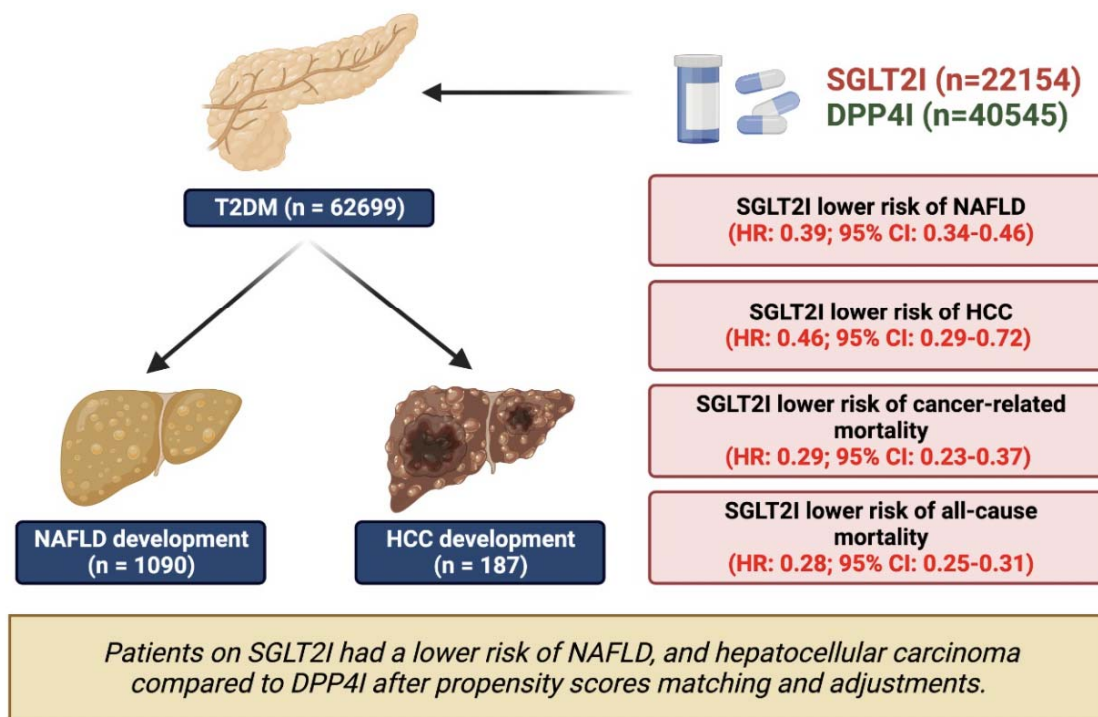 SGLT2I (n=22154)
DPP4I (n=40545)
T2DM (n = 62699)
SGLT2I lower risk of NAFLD
(HR: 0.39; 95% CI: 0.34-0.46)
SGLT2I lower risk of HCC
(HR: 0.46; 95% CI: 0.29-0.72)
SGLT2I lower risk of cancer-related
mortality
(HR: 0.29; 95% CI: 0.23-0.37)
SGLT2I lower risk of all-cause
mortality
(HR: 0.28; 95% CI: 0.25-0.31)
NAFLD development
(n = 1090)
HCC development
(n = 187)
Patients on SGLT2I had a lower risk of NAFLD, and hepatocellular carcinoma
compared to DPP4I after propensity scores matching and adjustments.